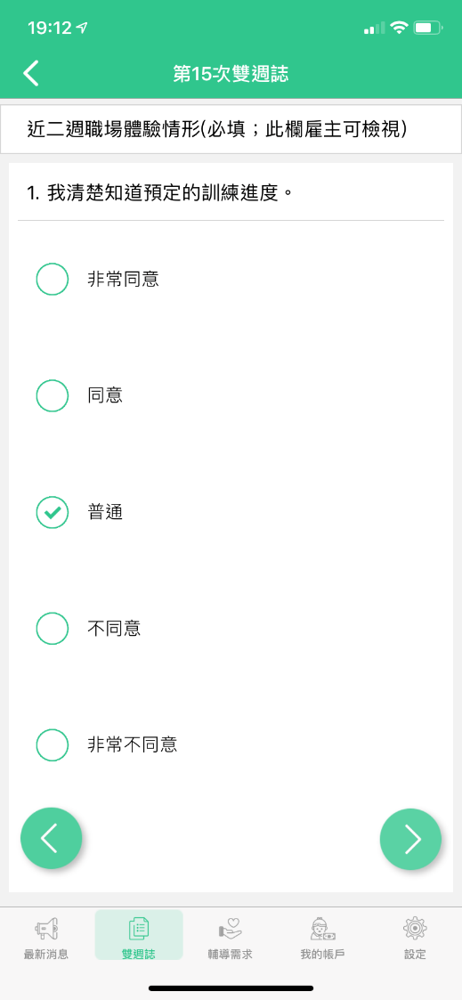 19:12
第15次雙週誌
近二週職場體驗情形(必填；此欄雇主可檢視)
1. 我清楚知道預定的訓練進度。
非常同意
同意
普通
不同意
非常不同意
最新消息 雙週誌 輔導需求 我的帳戶 設定